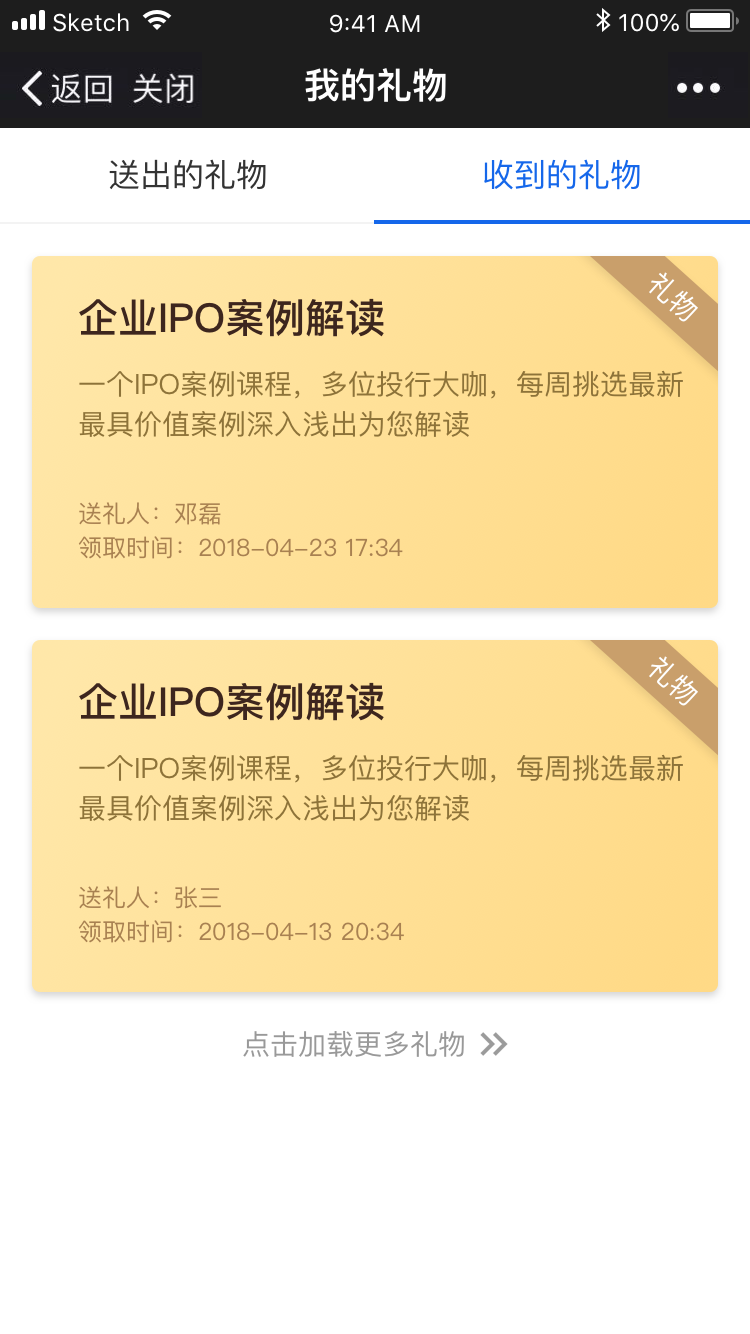 Sketch 9:41 AM 100%
返回 关闭 我的礼物
送出的礼物 收到的礼物
礼物
企业IPO案例解读
一个IPO案例课程，多位投行大咖，每周挑选最新
最具价值案例深入浅出为您解读
送礼人：邓磊
领取时间：2018-04-23 17:34
礼物
企业IPO案例解读
一个IPO案例课程，多位投行大咖，每周挑选最新
最具价值案例深入浅出为您解读
送礼人：张三
领取时间：2018-04-13 20:34
点击加载更多礼物